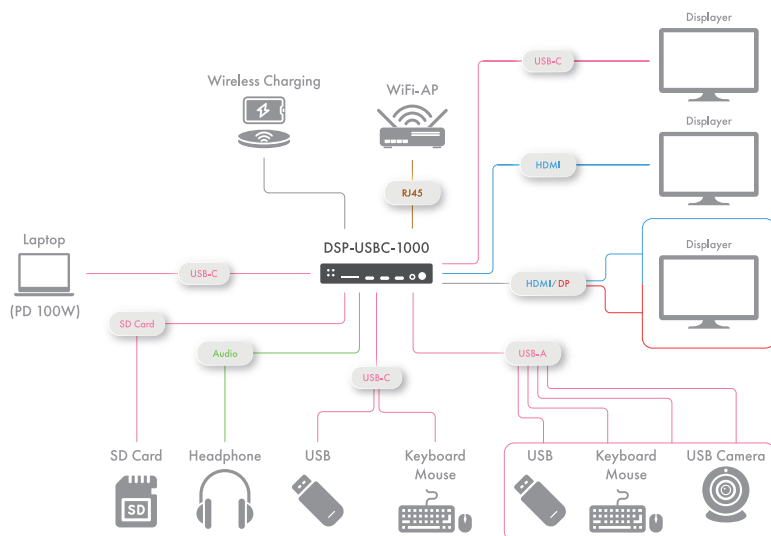 Displayer
USB-C
Wireless Charging
WiFi-AP
Displayer
HDMI
RJ45
DSP-USBC-1000
Laptop
Displayer
USB-C
HDMI/DP
(PD 100W)
SD Card
Audio
USB-A
USB-C
SD Card
Headphone
USB
Keyboard
Mouse
USB
Keyboard
Mouse
USB Camera
SD